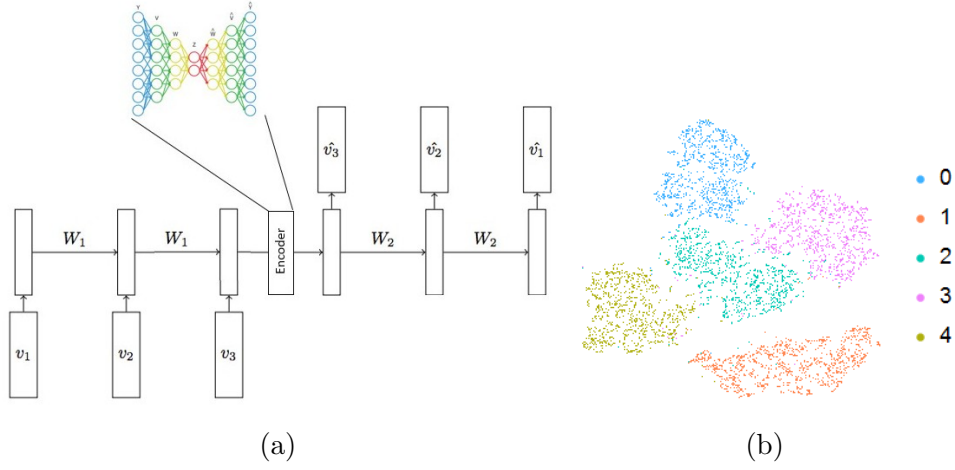 Y V W Z Ŵ V̂ Ŷ
v̂₃ v̂₂ v̂₁
W₁ W₁ Encoder W₂ W₂
v₁ v₂ v₃
0
1
2
3
4
(a) (b)